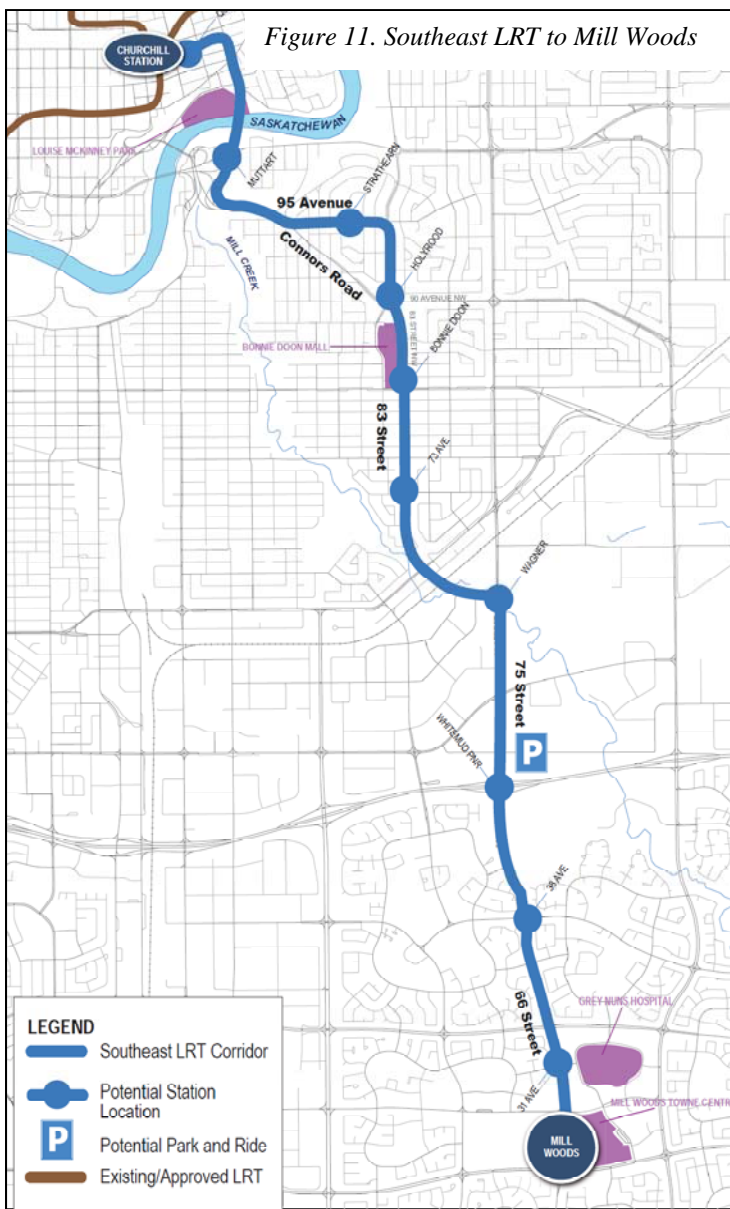 Figure 11. Southeast LRT to Mill Woods
CHURCHILL
STATION
SASKATCHEWAN
LOUISE MCKINNEY PARK
MUTTART
STRATHEARN
95 Avenue
Connors Road
HOLYROOD
MILL CREEK
90 AVENUE NW
BONNIE DOON
BONNIE DOON MALL
83 Street
WAGNER
75 Street
WHITEMUD PNR
P
38 AVE
GREY NUNS HOSPITAL
66 Street
31 AVE
MILL WOODS TOWNE CENTR
MILL
WOODS
LEGEND
Southeast LRT Corridor
Potential Station
Location
P
Potential Park and Ride
Existing/Approved LRT